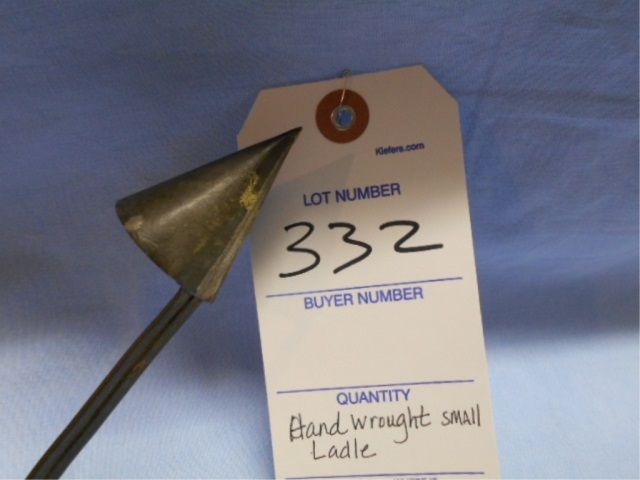 Kiefers.com
LOT NUMBER
332
BUYER NUMBER
QUANTITY
Hand wrought SMAll
Ladle